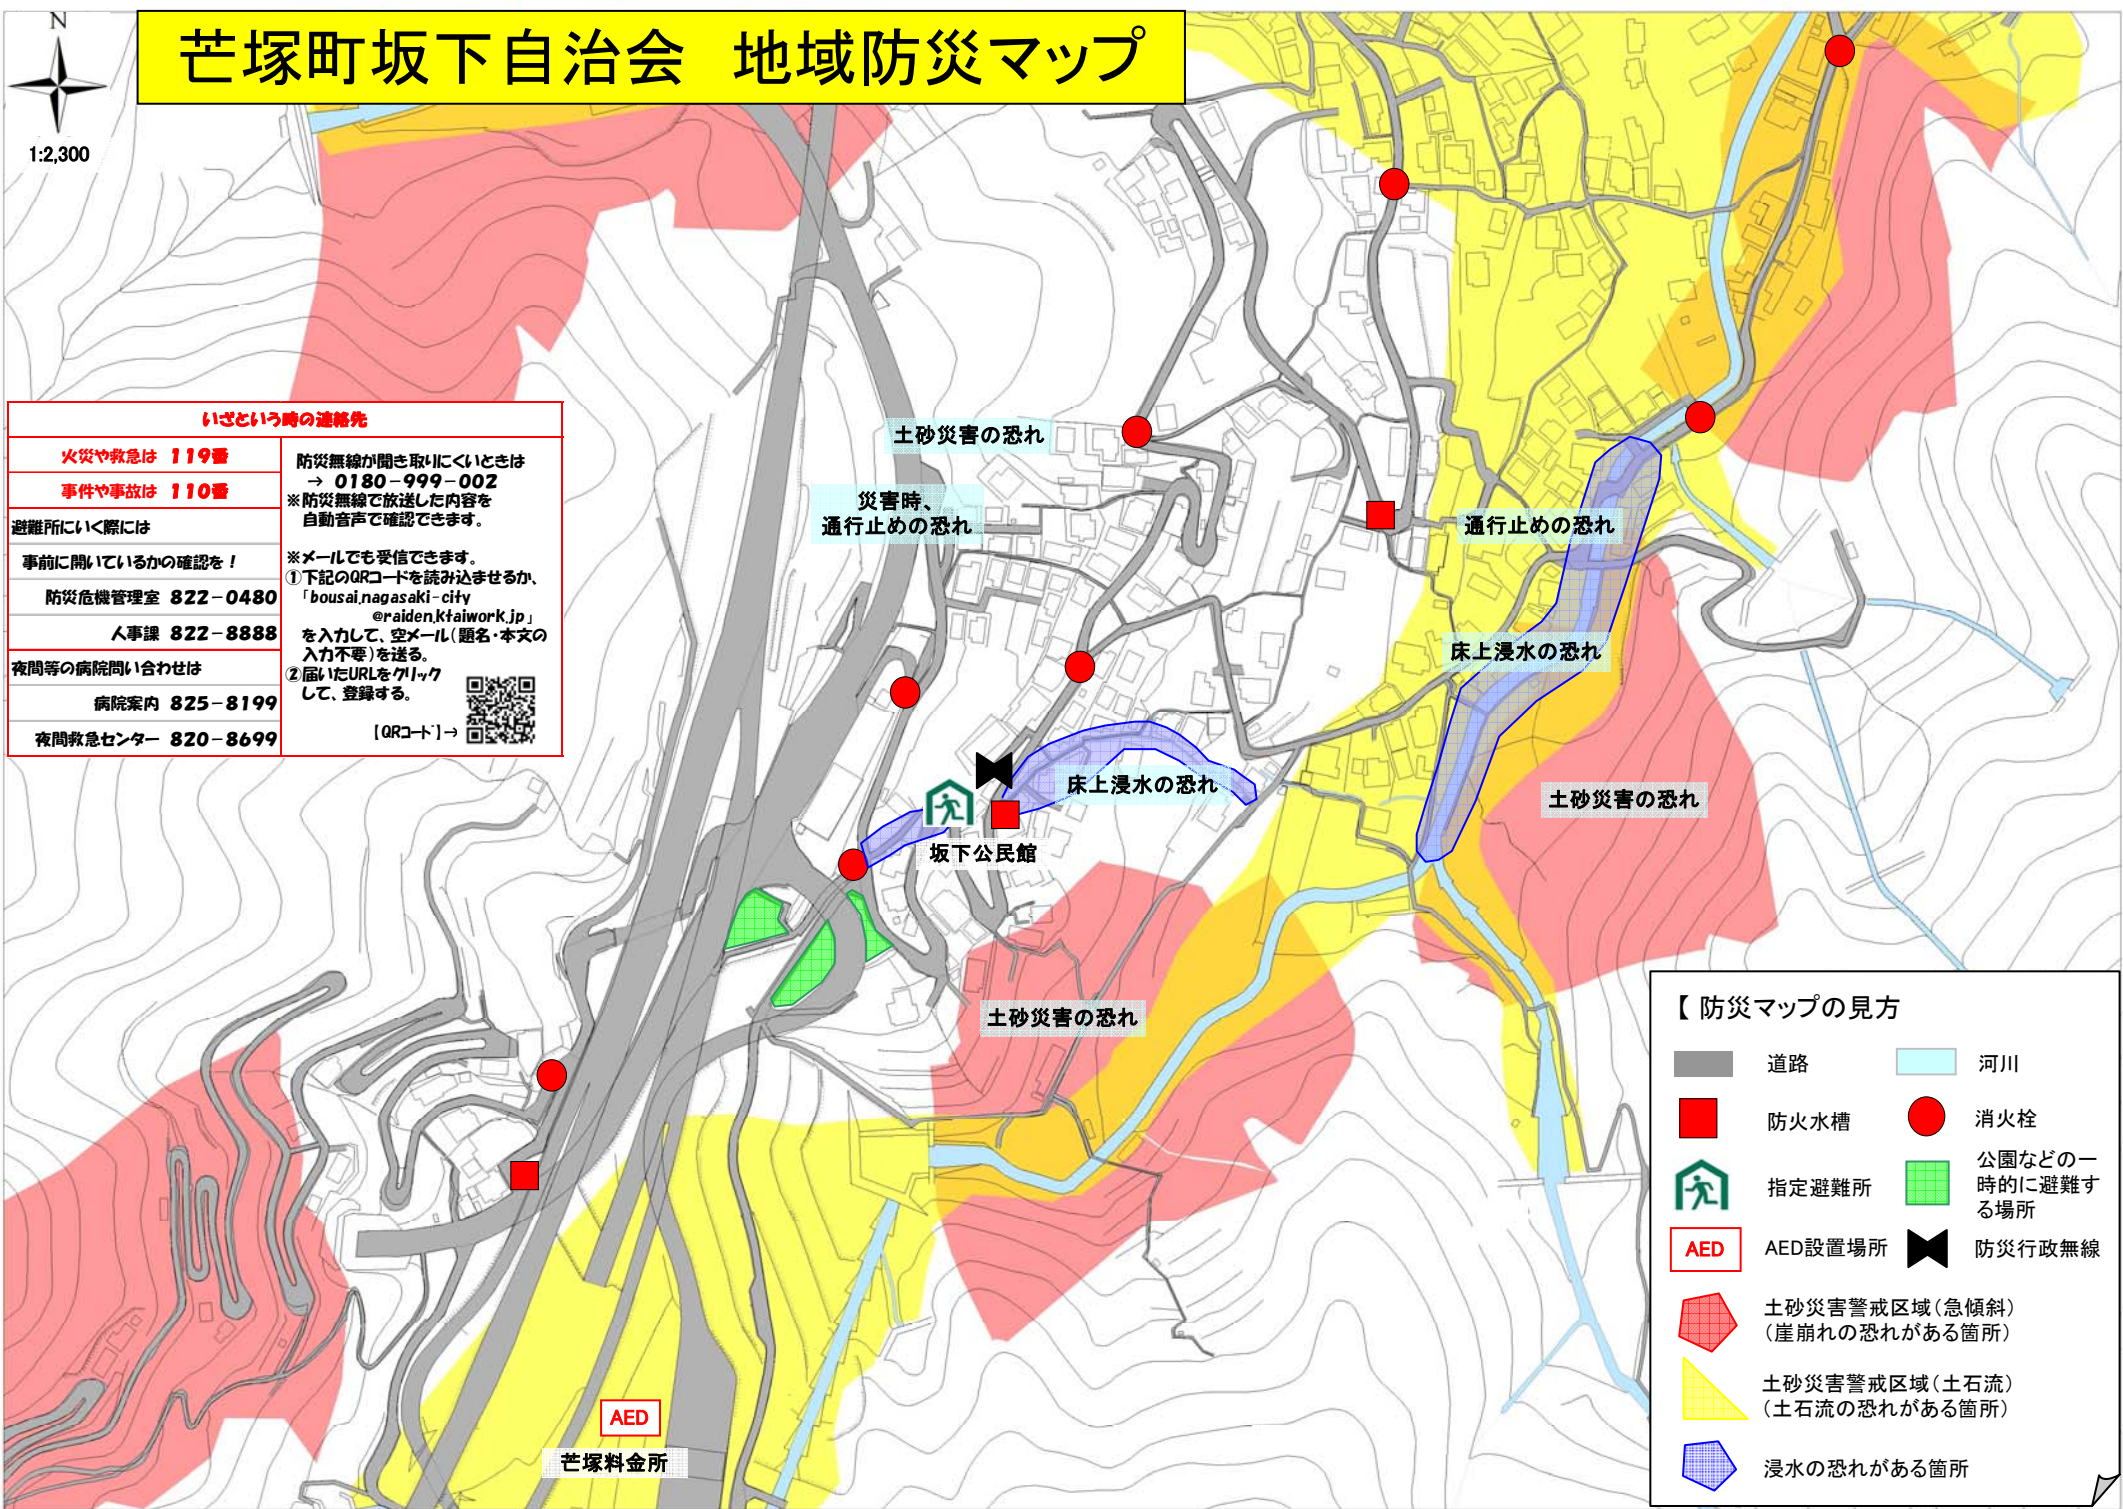 N
1:2,300
芒塚町坂下自治会 地域防災マップ
いざという時の連絡先
火災や救急は 119番
事件や事故は 110番
避難所にいく際には
事前に開いているかの確認を！
防災危機管理室 822-0480
人事課 822-8888
夜間等の病院問い合わせは
病院案内 825-8199
夜間救急センター 820-8699
防災無線が聞き取りにくいときは
→ 0180-999-002
※防災無線で放送した内容を
自動音声で確認できます。
※メールでも受信できます。
①下記のQRコードを読み込ませるか、
「bousai.nagasaki-city
@raiden.ktaiwork.jp」
を入力して、空メール(題名・本文の
入力不要)を送る。
②届いたURLをクリック
して、登録する。
【QRコード】→
土砂災害の恐れ
災害時、
通行止めの恐れ
通行止めの恐れ
床上浸水の恐れ
床上浸水の恐れ
土砂災害の恐れ
坂下公民館
土砂災害の恐れ
AED
芒塚料金所
【 防災マップの見方
道路
河川
防火水槽
消火栓
指定避難所
公園などの一
時的に避難す
る場所
AED
AED設置場所
防災行政無線
土砂災害警戒区域(急傾斜)
(崖崩れの恐れがある箇所)
土砂災害警戒区域(土石流)
(土石流の恐れがある箇所)
浸水の恐れがある箇所